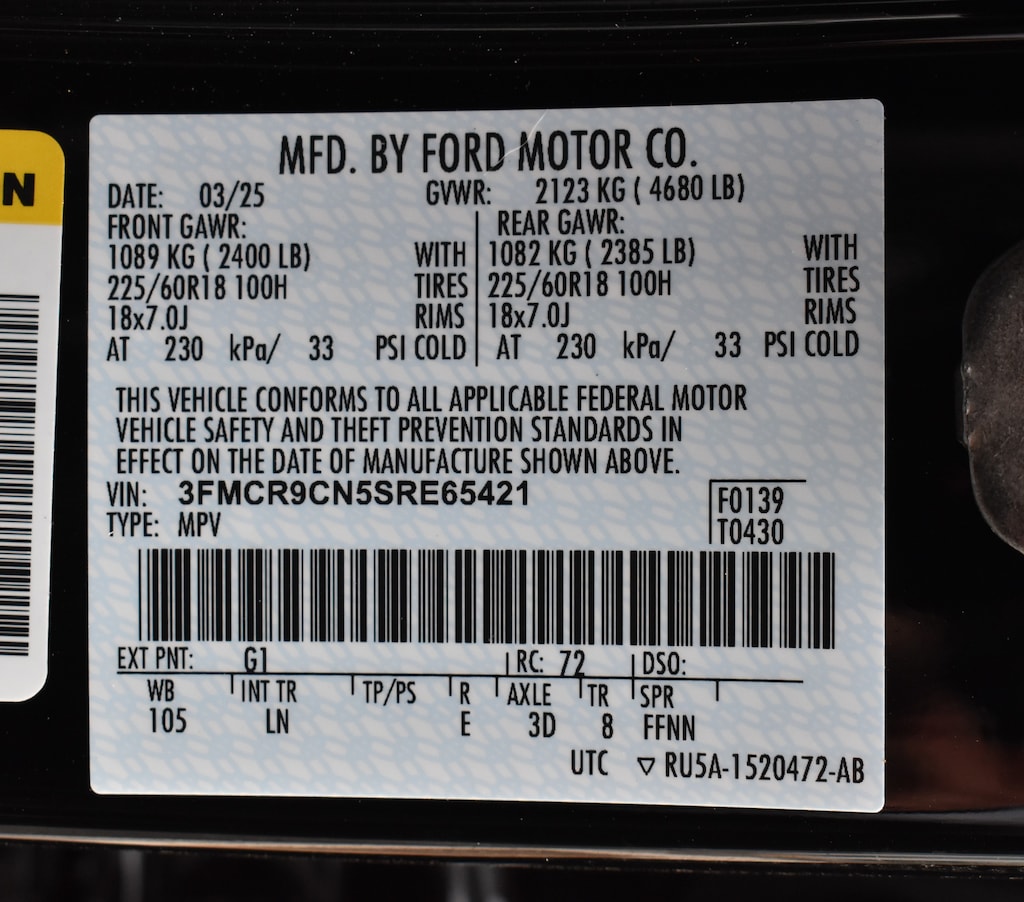 N
MFD. BY FORD MOTOR CO.
DATE: 03/25 GVWR: 2123 KG ( 4680 LB)
FRONT GAWR: REAR GAWR:
1089 KG ( 2400 LB) WITH 1082 KG ( 2385 LB) WITH
225/60R18 100H TIRES 225/60R18 100H TIRES
18x7.0J RIMS 18x7.0J RIMS
AT 230 kPa/ 33 PSI COLD AT 230 kPa/ 33 PSI COLD
THIS VEHICLE CONFORMS TO ALL APPLICABLE FEDERAL MOTOR
VEHICLE SAFETY AND THEFT PREVENTION STANDARDS IN
EFFECT ON THE DATE OF MANUFACTURE SHOWN ABOVE.
VIN: 3FMCR9CN5SRE65421 F0139
TYPE: MPV T0430
EXT PNT: G1 RC: 72 DSO:
WB INT TR TP/PS R AXLE TR SPR
105 LN E 3D 8 FFNN
UTC ▽ RU5A-1520472-AB